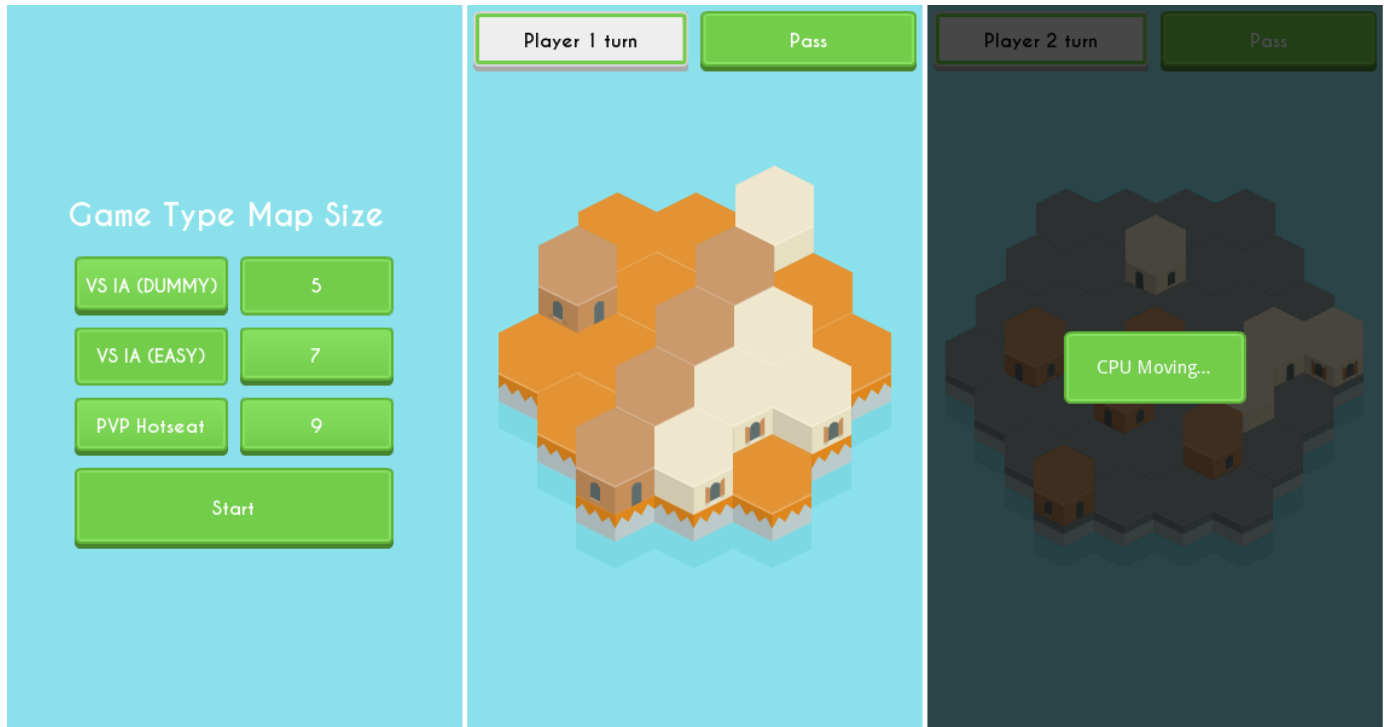 Game Type Map Size
VS IA (DUMMY) 5
VS IA (EASY) 7
PVP Hotseat 9
Start
Player 1 turn Pass
Player 2 turn Pass
CPU Moving...